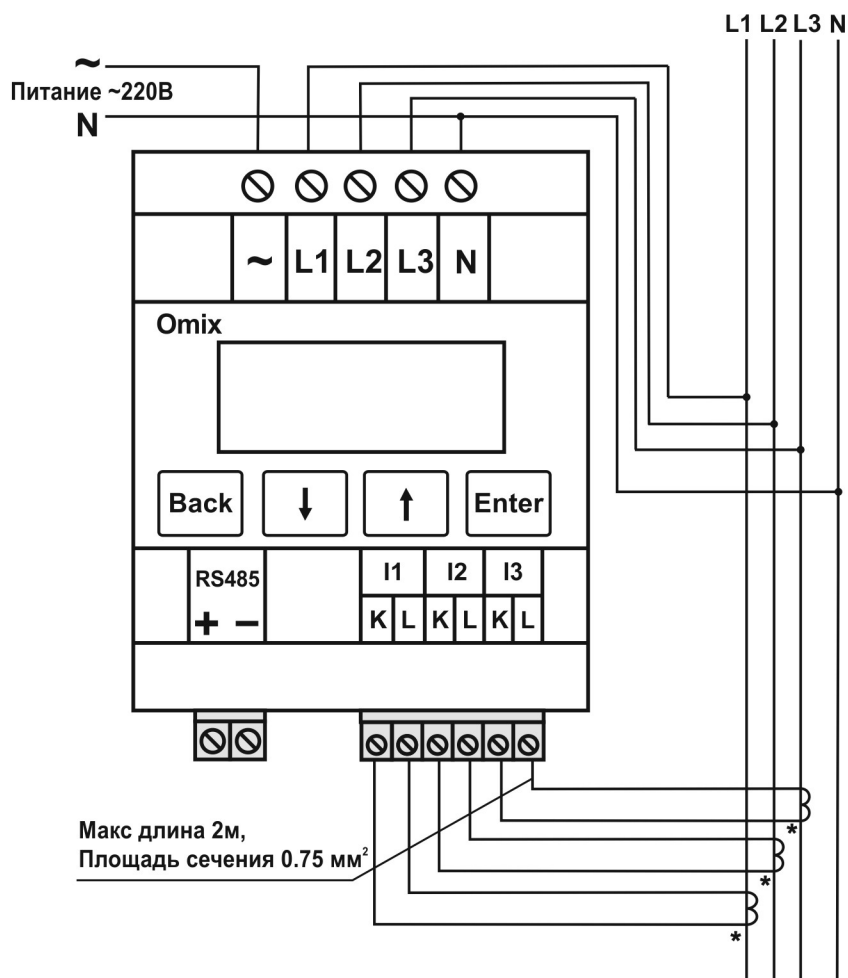 L1 L2 L3 N
~
Питание ~220В
N
~ L1 L2 L3 N
Omix
Back ↓ ↑ Enter
RS485
+ −
I1 I2 I3
K L K L K L
Макс длина 2м,
Площадь сечения 0.75 мм²
*
*
*